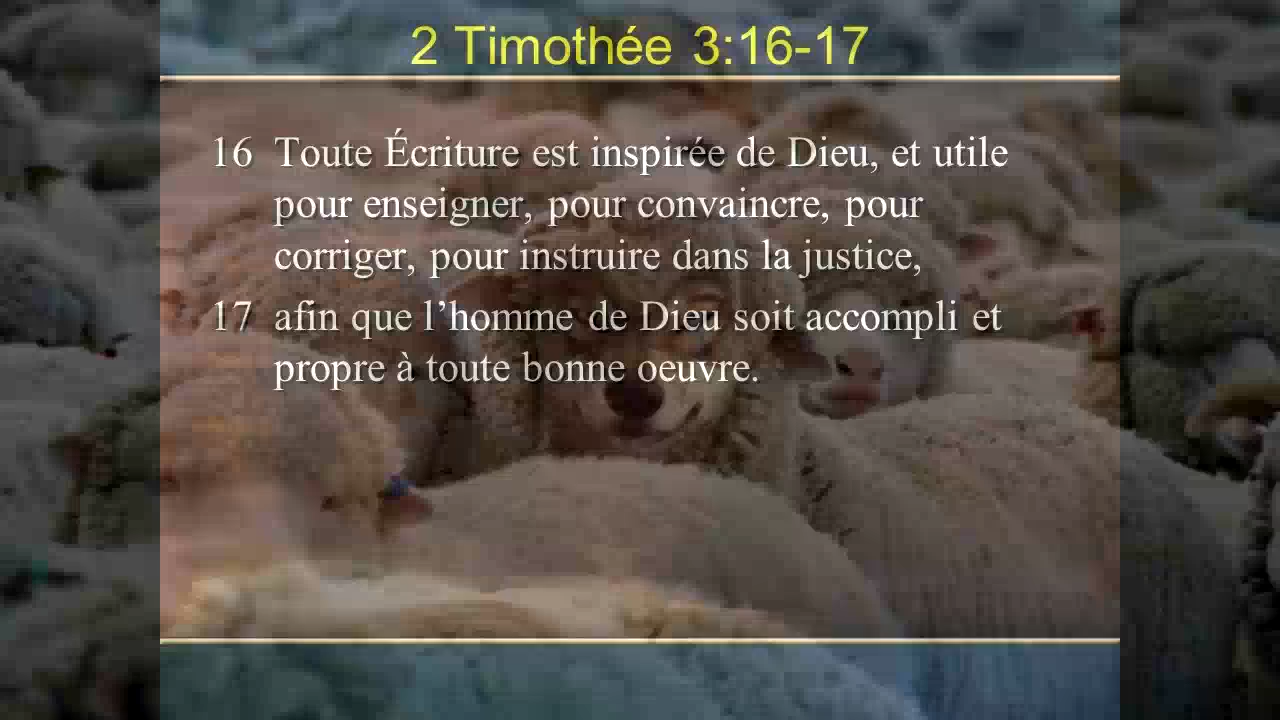 2 Timothée 3:16-17
16 Toute Écriture est inspirée de Dieu, et utile
pour enseigner, pour convaincre, pour
corriger, pour instruire dans la justice,
17 afin que l’homme de Dieu soit accompli et
propre à toute bonne oeuvre.